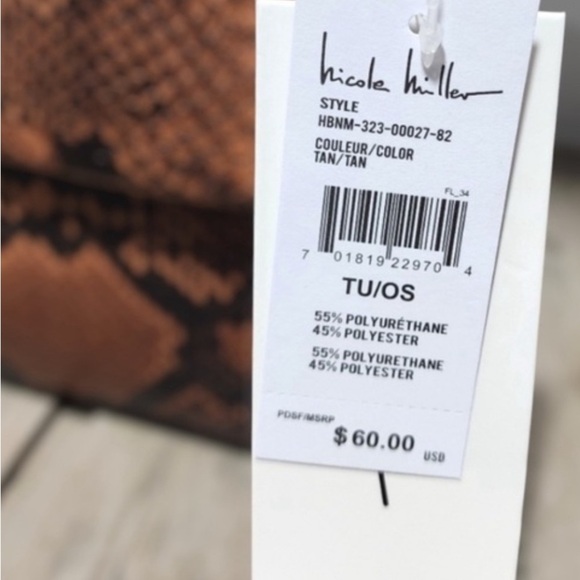 nicole miller
STYLE
HBNM-323-00027-82
COULEUR/COLOR
TAN/TAN
FL_34
7 01819 22970 4
TU/OS
55% POLYURÉTHANE
45% POLYESTER
55% POLYURETHANE
45% POLYESTER
PDSF/MSRP
$60.00 USD